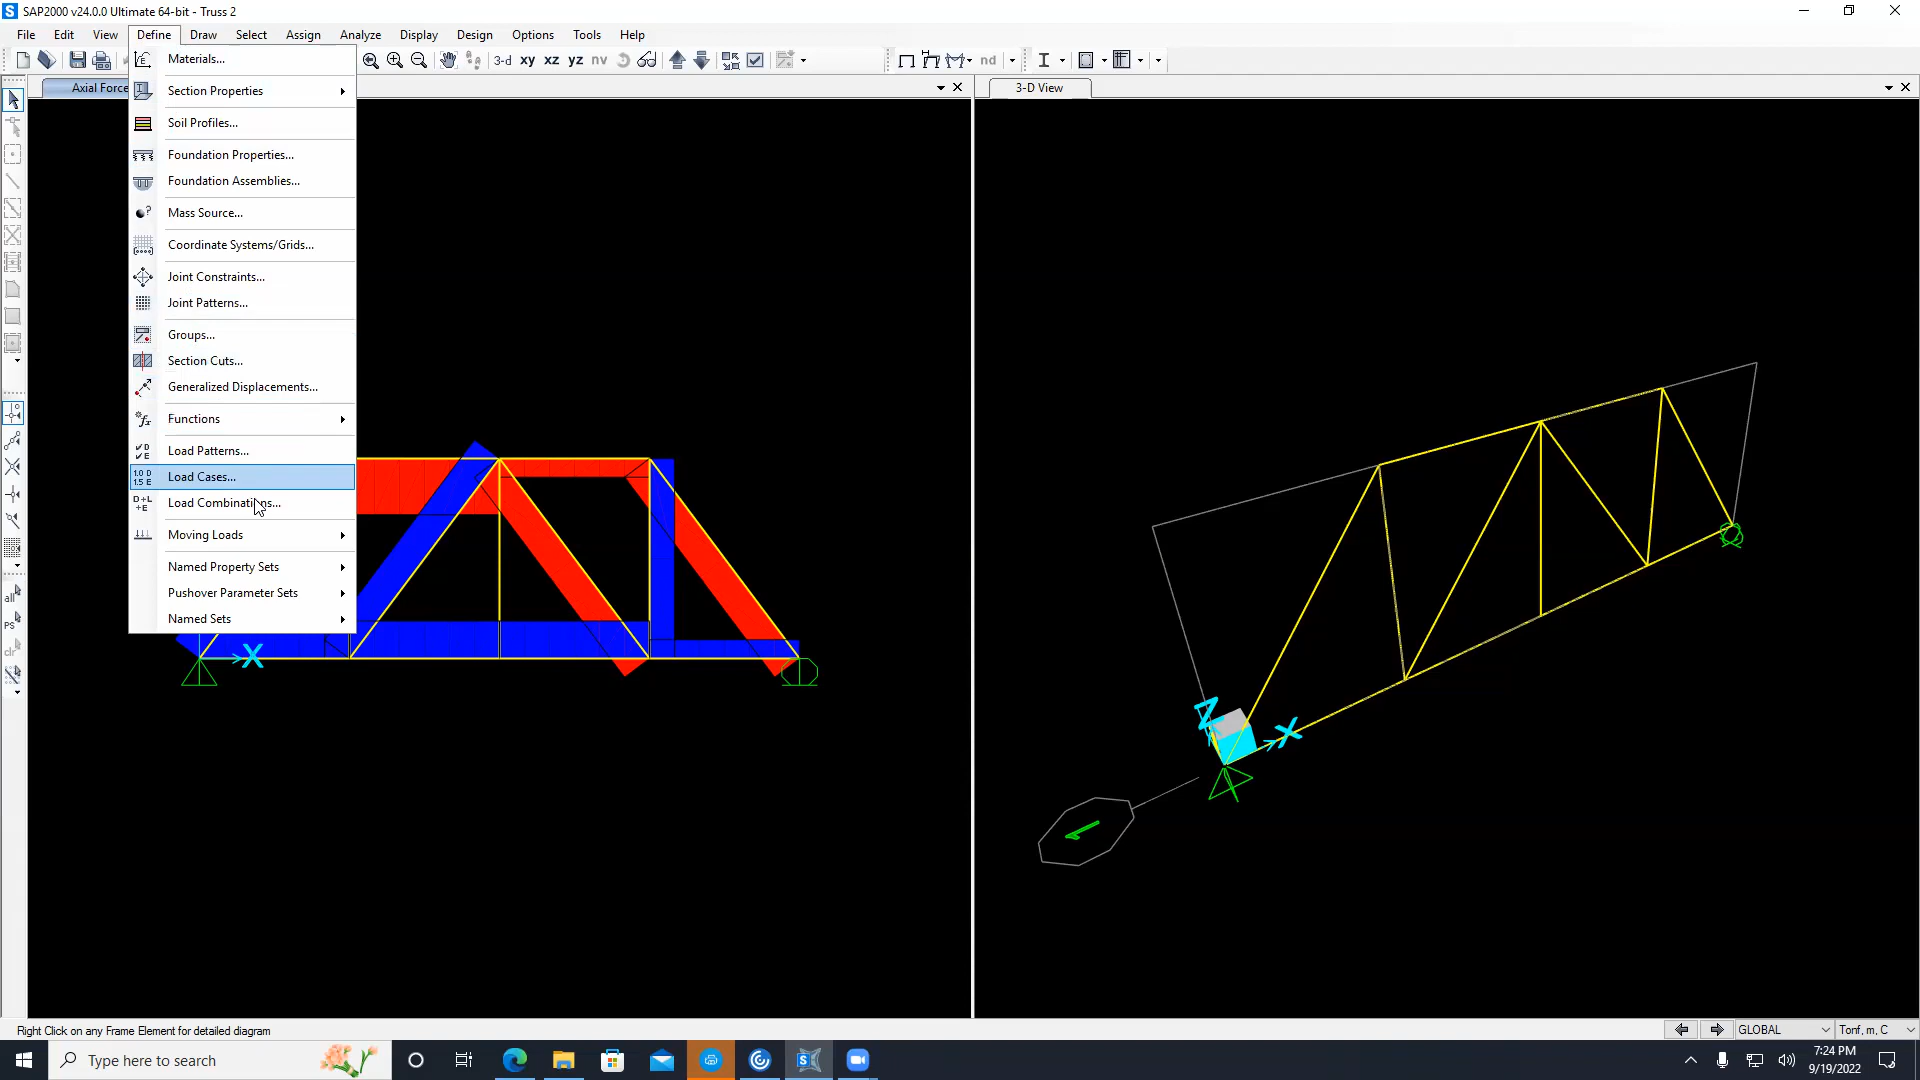 SAP2000 v24.0.0 Ultimate 64-bit - Truss 2
File Edit View Define Draw Select Assign Analyze Display Design Options Tools Help
3-d xy xz yz nv nd
Axial Force
3-D View
Materials...
Section Properties
Soil Profiles...
Foundation Properties...
Foundation Assemblies...
Mass Source...
Coordinate Systems/Grids...
Joint Constraints...
Joint Patterns...
Groups...
Section Cuts...
Generalized Displacements...
Functions
Load Patterns...
Load Cases...
Load Combinations...
Moving Loads
Named Property Sets
Pushover Parameter Sets
Named Sets
all
PS
clr
X
Z
X
1
Right Click on any Frame Element for detailed diagram
GLOBAL
Tonf, m, C
Type here to search
7:24 PM
9/19/2022